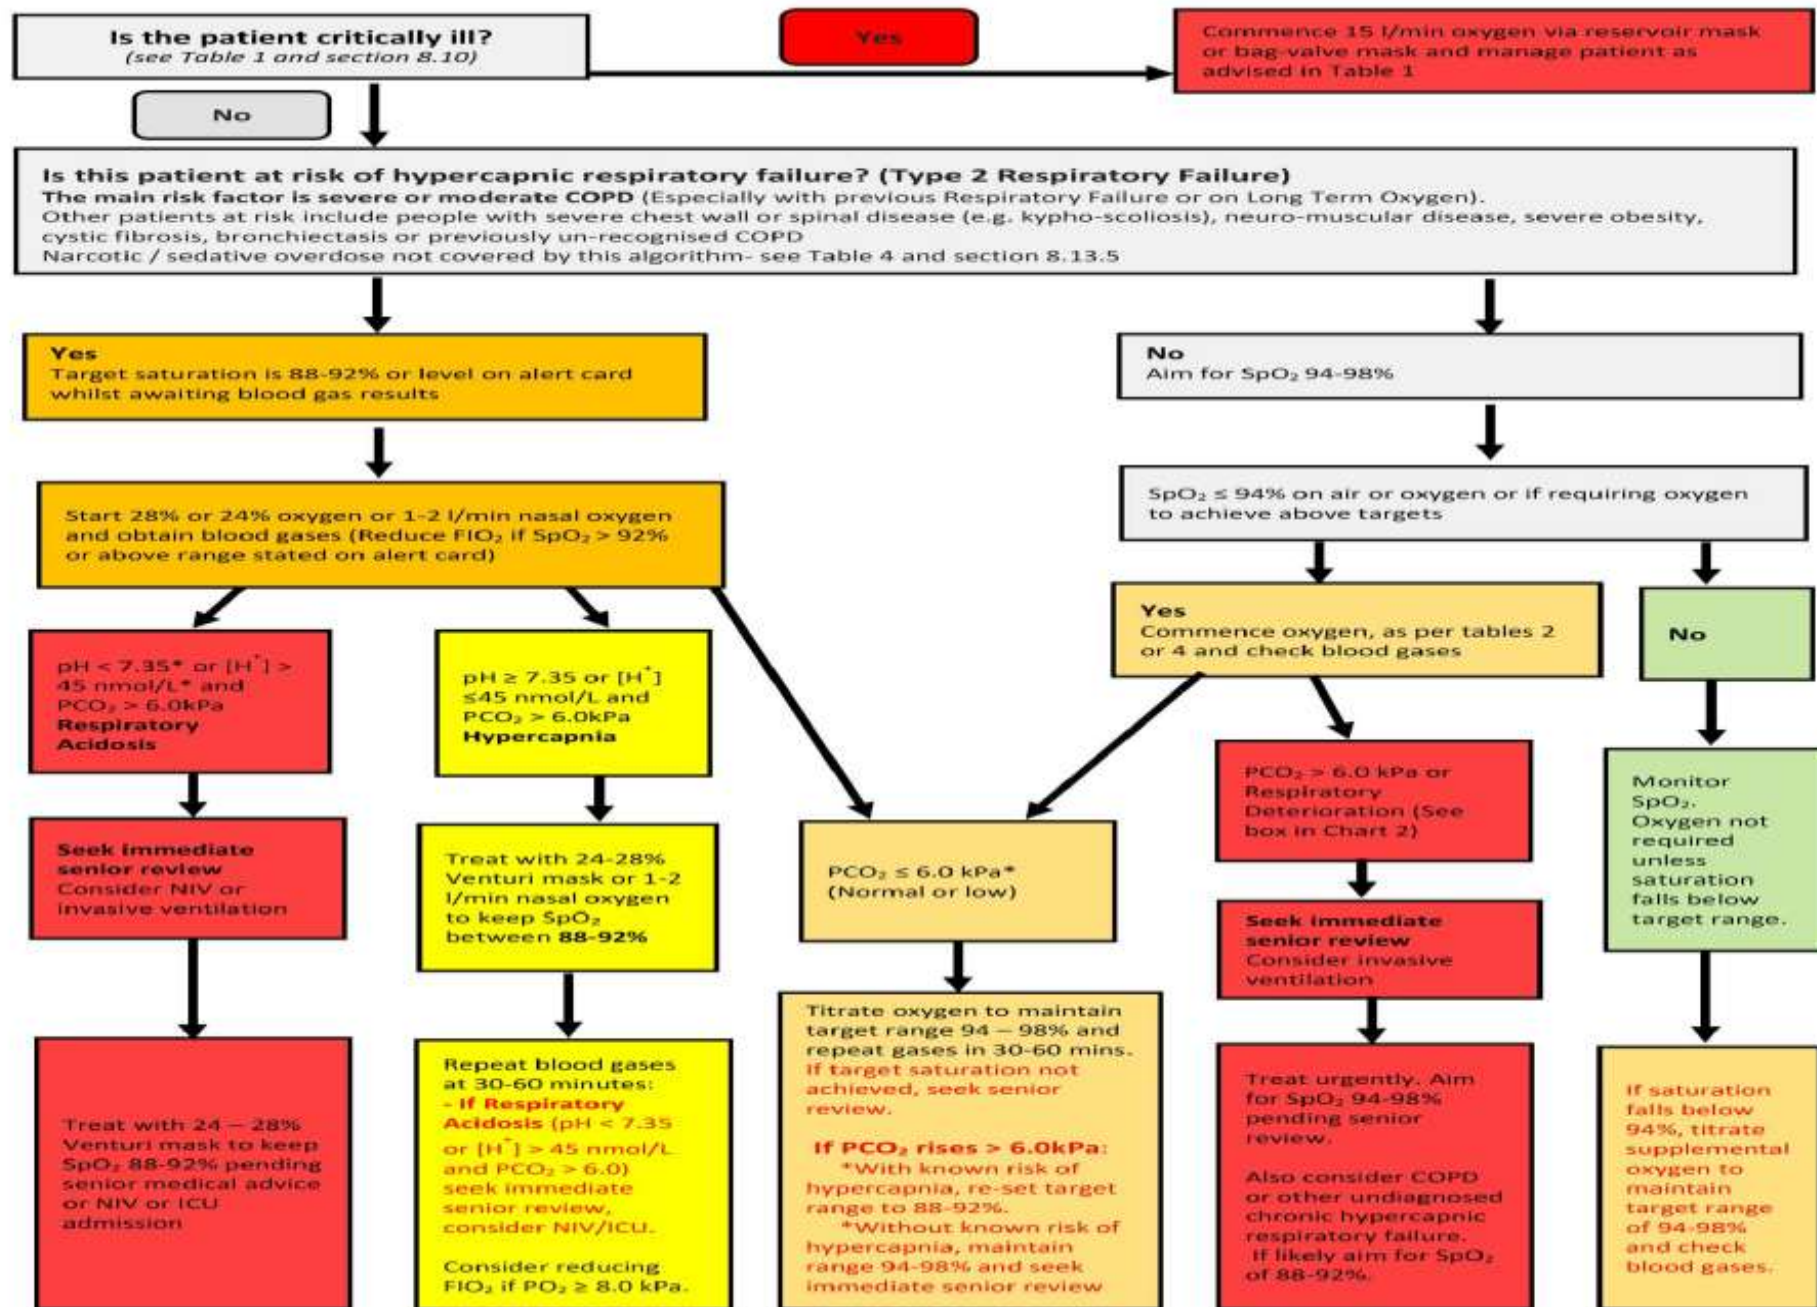 Is the patient critically ill?
(see Table 1 and section 8.10)
Yes
Commence 15 l/min oxygen via reservoir mask
or bag-valve mask and manage patient as
advised in Table 1
No
Is this patient at risk of hypercapnic respiratory failure? (Type 2 Respiratory Failure)
The main risk factor is severe or moderate COPD (Especially with previous Respiratory Failure or on Long Term Oxygen).
Other patients at risk include people with severe chest wall or spinal disease (e.g. kypho-scoliosis), neuro-muscular disease, severe obesity,
cystic fibrosis, bronchiectasis or previously un-recognised COPD
Narcotic / sedative overdose not covered by this algorithm- see Table 4 and section 8.13.5
Yes
Target saturation is 88-92% or level on alert card
whilst awaiting blood gas results
No
Aim for SpO₂ 94-98%
Start 28% or 24% oxygen or 1-2 l/min nasal oxygen
and obtain blood gases (Reduce FIO₂ if SpO₂ > 92%
or above range stated on alert card)
SpO₂ ≤ 94% on air or oxygen or if requiring oxygen
to achieve above targets
Yes
Commence oxygen, as per tables 2
or 4 and check blood gases
No
pH < 7.35* or [H⁺] >
45 nmol/L* and
PCO₂ > 6.0kPa
Respiratory
Acidosis
pH ≥ 7.35 or [H⁺]
≤45 nmol/L and
PCO₂ > 6.0kPa
Hypercapnia
PCO₂ ≤ 6.0 kPa*
(Normal or low)
PCO₂ > 6.0 kPa or
Respiratory
Deterioration (See
box in Chart 2)
Monitor
SpO₂.
Oxygen not
required
unless
saturation
falls below
target range.
Seek immediate
senior review
Consider NIV or
invasive ventilation
Treat with 24-28%
Venturi mask or 1-2
l/min nasal oxygen
to keep SpO₂
between 88-92%
Seek immediate
senior review
Consider invasive
ventilation
Treat with 24 – 28%
Venturi mask to keep
SpO₂ 88-92% pending
senior medical advice
or NIV or ICU
admission
Repeat blood gases
at 30-60 minutes:
- If Respiratory
Acidosis (pH < 7.35
or [H⁺] > 45 nmol/L
and PCO₂ > 6.0)
seek immediate
senior review,
consider NIV/ICU.
Consider reducing
FIO₂ if PO₂ ≥ 8.0 kPa.
Titrate oxygen to maintain
target range 94 – 98% and
repeat gases in 30-60 mins.
If target saturation not
achieved, seek senior
review.
If PCO₂ rises > 6.0kPa:
*With known risk of
hypercapnia, re-set target
range to 88-92%.
*Without known risk of
hypercapnia, maintain
range 94-98% and seek
immediate senior review
Treat urgently. Aim
for SpO₂ 94-98%
pending senior
review.
Also consider COPD
or other undiagnosed
chronic hypercapnic
respiratory failure.
If likely aim for SpO₂
of 88-92%.
If saturation
falls below
94%, titrate
supplemental
oxygen to
maintain
target range
of 94-98%
and check
blood gases.